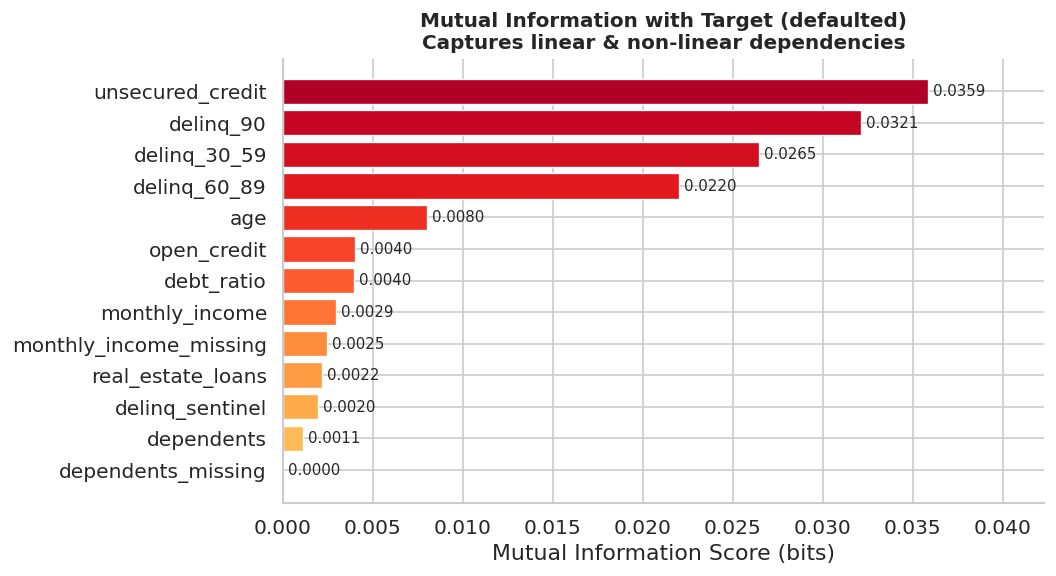 Mutual Information with Target (defaulted)
Captures linear & non-linear dependencies
unsecured_credit 0.0359
delinq_90 0.0321
delinq_30_59 0.0265
delinq_60_89 0.0220
age 0.0080
open_credit 0.0040
debt_ratio 0.0040
monthly_income 0.0029
monthly_income_missing 0.0025
real_estate_loans 0.0022
delinq_sentinel 0.0020
dependents 0.0011
dependents_missing 0.0000
0.000 0.005 0.010 0.015 0.020 0.025 0.030 0.035 0.040
Mutual Information Score (bits)